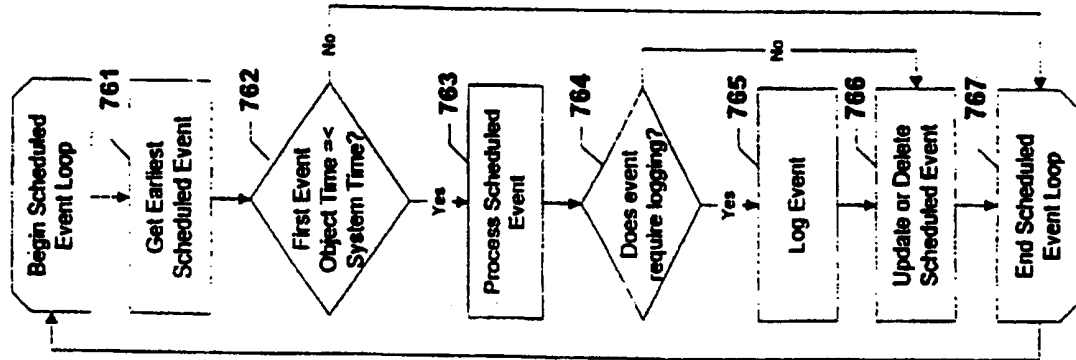 Begin Scheduled
Event Loop
761
Get Earliest
Scheduled Event
762
First Event
Object Time =<
System Time?
No
Yes
763
Process Scheduled
Event
764
Does event
require logging?
No
Yes
765
Log Event
766
Update or Delete
Scheduled Event
767
End Scheduled
Event Loop